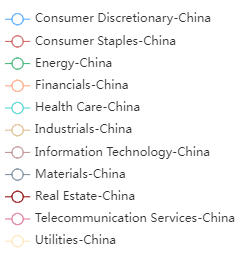 Consumer Discretionary-China
Consumer Staples-China
Energy-China
Financials-China
Health Care-China
Industrials-China
Information Technology-China
Materials-China
Real Estate-China
Telecommunication Services-China
Utilities-China